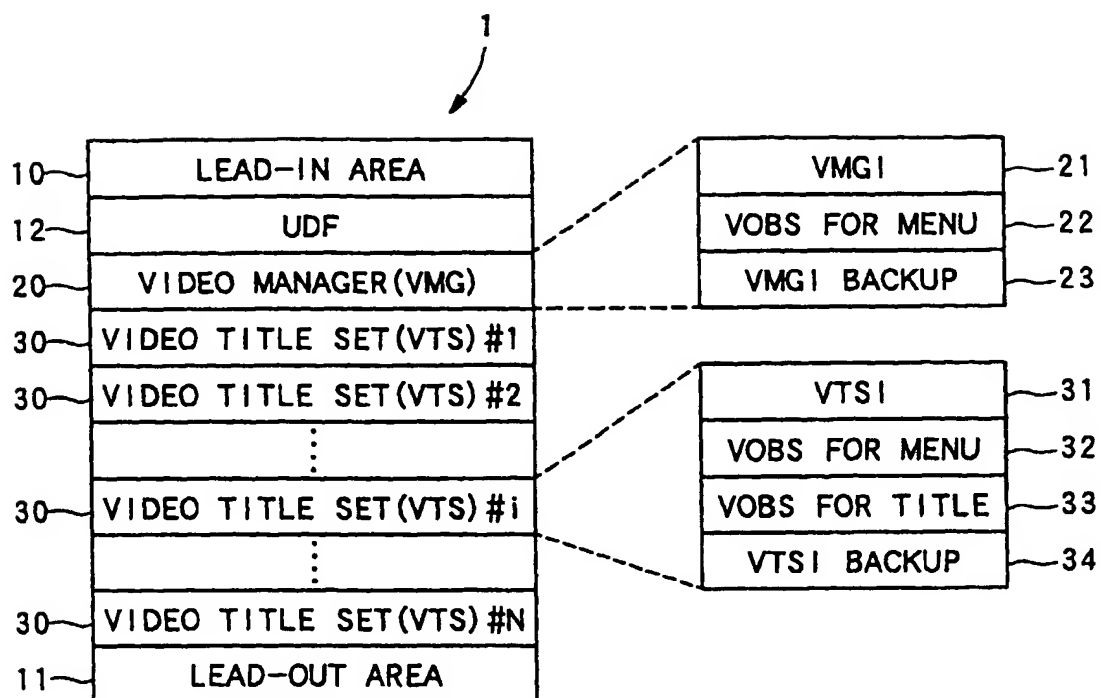 1
10 LEAD-IN AREA
12 UDF
20 VIDEO MANAGER(VMG)
30 VIDEO TITLE SET(VTS)#1
30 VIDEO TITLE SET(VTS)#2
30 VIDEO TITLE SET(VTS)#i
30 VIDEO TITLE SET(VTS)#N
11 LEAD-OUT AREA
VMGI 21
VOBS FOR MENU 22
VMGI BACKUP 23
VTSI 31
VOBS FOR MENU 32
VOBS FOR TITLE 33
VTSI BACKUP 34